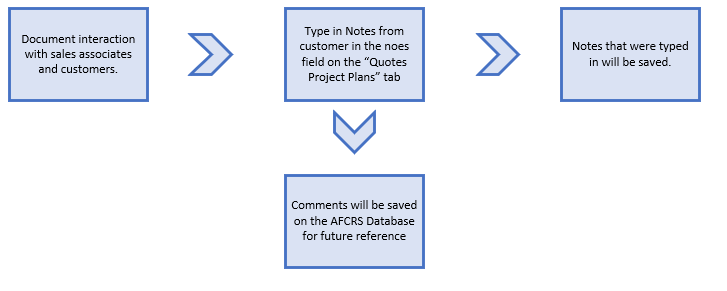 Document interaction
with sales associates
and customers.
Type in Notes from
customer in the noes
field on the “Quotes
Project Plans” tab
Notes that were typed
in will be saved.
Comments will be saved
on the AFCRS Database
for future reference